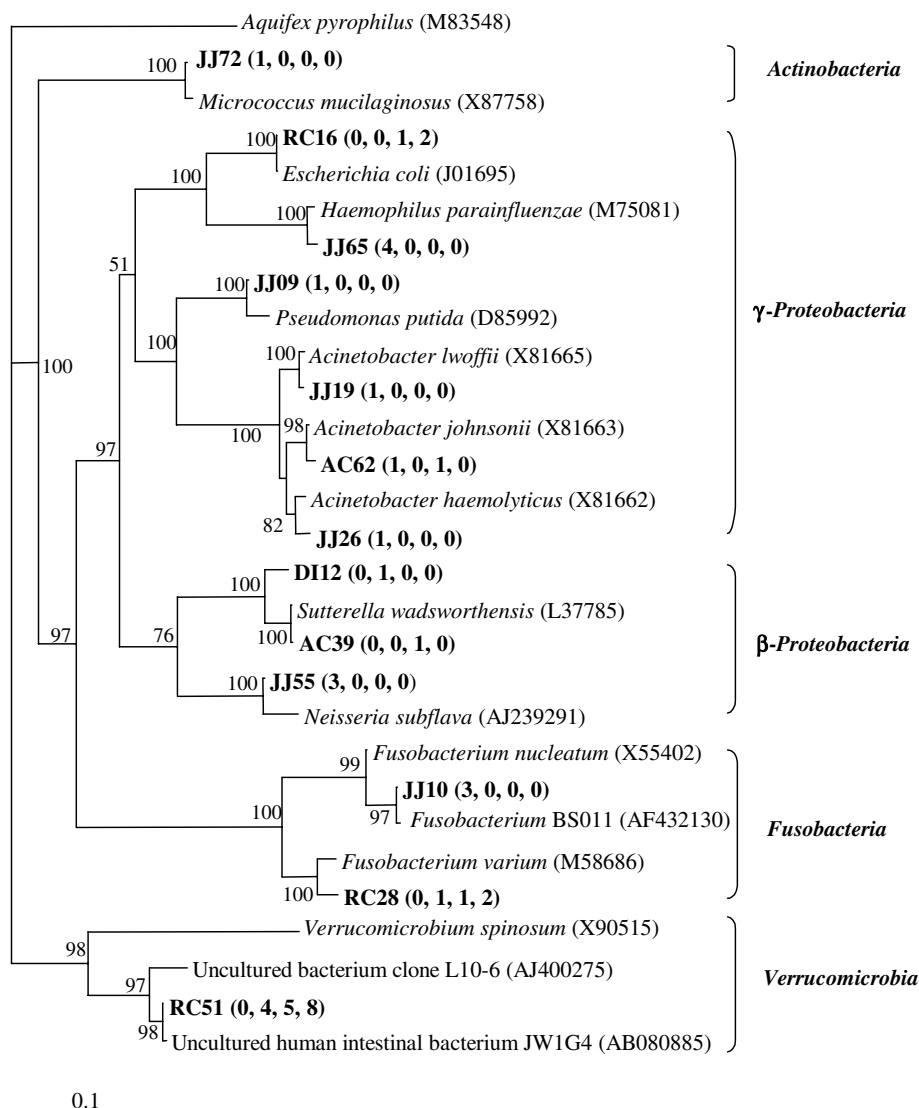 Aquifex pyrophilus (M83548)
100 JJ72 (1, 0, 0, 0)
Actinobacteria
Micrococcus mucilaginosus (X87758)
100 RC16 (0, 0, 1, 2)
100
Escherichia coli (J01695)
Haemophilus parainfluenzae (M75081)
100
JJ65 (4, 0, 0, 0)
51
100 JJ09 (1, 0, 0, 0)
γ-Proteobacteria
Pseudomonas putida (D85992)
100
100
Acinetobacter lwoffii (X81665)
100
JJ19 (1, 0, 0, 0)
98 Acinetobacter johnsonii (X81663)
100
97
AC62 (1, 0, 1, 0)
Acinetobacter haemolyticus (X81662)
82
JJ26 (1, 0, 0, 0)
DI12 (0, 1, 0, 0)
100
Sutterella wadsworthensis (L37785)
97
76
100 AC39 (0, 0, 1, 0)
β-Proteobacteria
100 JJ55 (3, 0, 0, 0)
Neisseria subflava (AJ239291)
Fusobacterium nucleatum (X55402)
99
JJ10 (3, 0, 0, 0)
100
97
Fusobacterium BS011 (AF432130)
Fusobacteria
Fusobacterium varium (M58686)
100 RC28 (0, 1, 1, 2)
Verrucomicrobium spinosum (X90515)
98
Uncultured bacterium clone L10-6 (AJ400275)
97
Verrucomicrobia
RC51 (0, 4, 5, 8)
98 Uncultured human intestinal bacterium JW1G4 (AB080885)
0.1